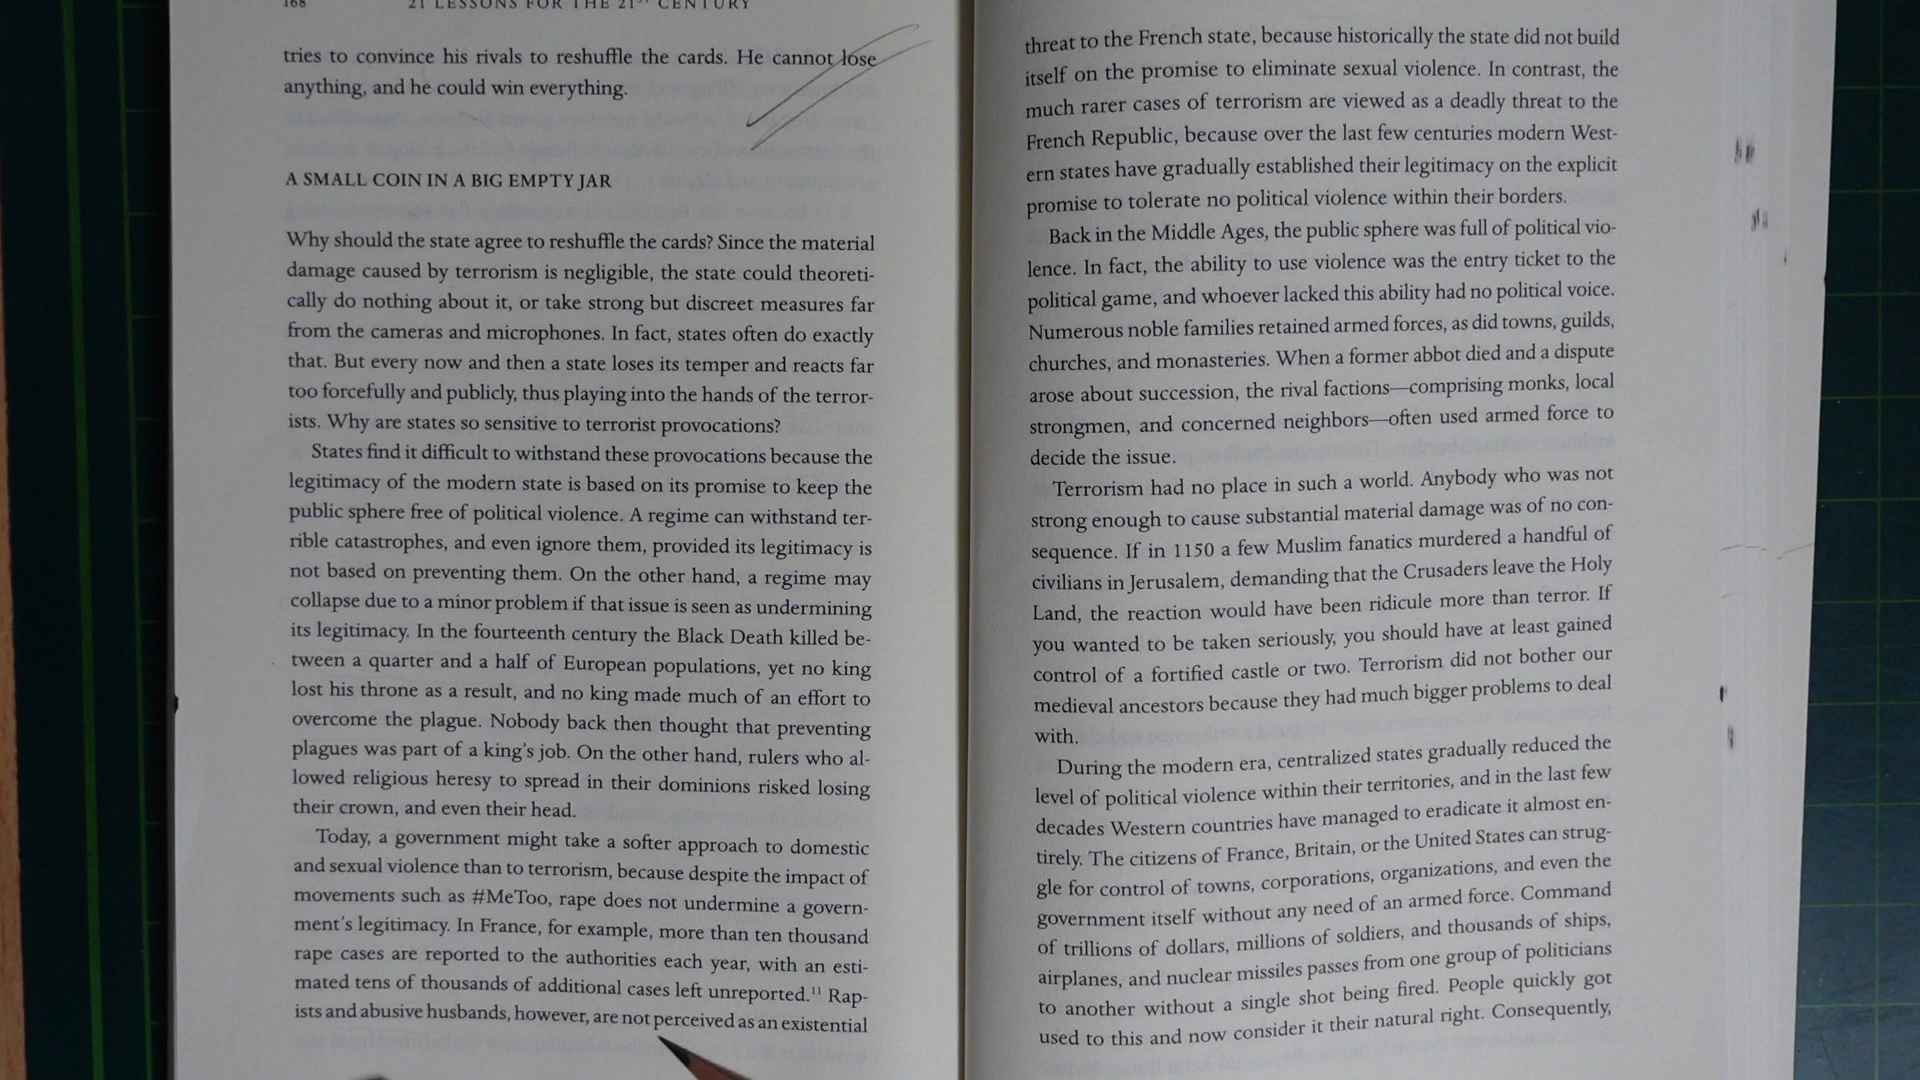 168 21 LESSONS FOR THE 21ST CENTURY
tries to convince his rivals to reshuffle the cards. He cannot lose
anything, and he could win everything.
A SMALL COIN IN A BIG EMPTY JAR
Why should the state agree to reshuffle the cards? Since the material
damage caused by terrorism is negligible, the state could theoreti-
cally do nothing about it, or take strong but discreet measures far
from the cameras and microphones. In fact, states often do exactly
that. But every now and then a state loses its temper and reacts far
too forcefully and publicly, thus playing into the hands of the terror-
ists. Why are states so sensitive to terrorist provocations?
States find it difficult to withstand these provocations because the
legitimacy of the modern state is based on its promise to keep the
public sphere free of political violence. A regime can withstand ter-
rible catastrophes, and even ignore them, provided its legitimacy is
not based on preventing them. On the other hand, a regime may
collapse due to a minor problem if that issue is seen as undermining
its legitimacy. In the fourteenth century the Black Death killed be-
tween a quarter and a half of European populations, yet no king
lost his throne as a result, and no king made much of an effort to
overcome the plague. Nobody back then thought that preventing
plagues was part of a king's job. On the other hand, rulers who al-
lowed religious heresy to spread in their dominions risked losing
their crown, and even their head.
Today, a government might take a softer approach to domestic
and sexual violence than to terrorism, because despite the impact of
movements such as #MeToo, rape does not undermine a govern-
ment's legitimacy. In France, for example, more than ten thousand
rape cases are reported to the authorities each year, with an esti-
mated tens of thousands of additional cases left unreported.11 Rap-
ists and abusive husbands, however, are not perceived as an existential
threat to the French state, because historically the state did not build
itself on the promise to eliminate sexual violence. In contrast, the
much rarer cases of terrorism are viewed as a deadly threat to the
French Republic, because over the last few centuries modern West-
ern states have gradually established their legitimacy on the explicit
promise to tolerate no political violence within their borders.
Back in the Middle Ages, the public sphere was full of political vio-
lence. In fact, the ability to use violence was the entry ticket to the
political game, and whoever lacked this ability had no political voice.
Numerous noble families retained armed forces, as did towns, guilds,
churches, and monasteries. When a former abbot died and a dispute
arose about succession, the rival factions—comprising monks, local
strongmen, and concerned neighbors—often used armed force to
decide the issue.
Terrorism had no place in such a world. Anybody who was not
strong enough to cause substantial material damage was of no con-
sequence. If in 1150 a few Muslim fanatics murdered a handful of
civilians in Jerusalem, demanding that the Crusaders leave the Holy
Land, the reaction would have been ridicule more than terror. If
you wanted to be taken seriously, you should have at least gained
control of a fortified castle or two. Terrorism did not bother our
medieval ancestors because they had much bigger problems to deal
with.
During the modern era, centralized states gradually reduced the
level of political violence within their territories, and in the last few
decades Western countries have managed to eradicate it almost en-
tirely. The citizens of France, Britain, or the United States can strug-
gle for control of towns, corporations, organizations, and even the
government itself without any need of an armed force. Command
of trillions of dollars, millions of soldiers, and thousands of ships,
airplanes, and nuclear missiles passes from one group of politicians
to another without a single shot being fired. People quickly got
used to this and now consider it their natural right. Consequently,